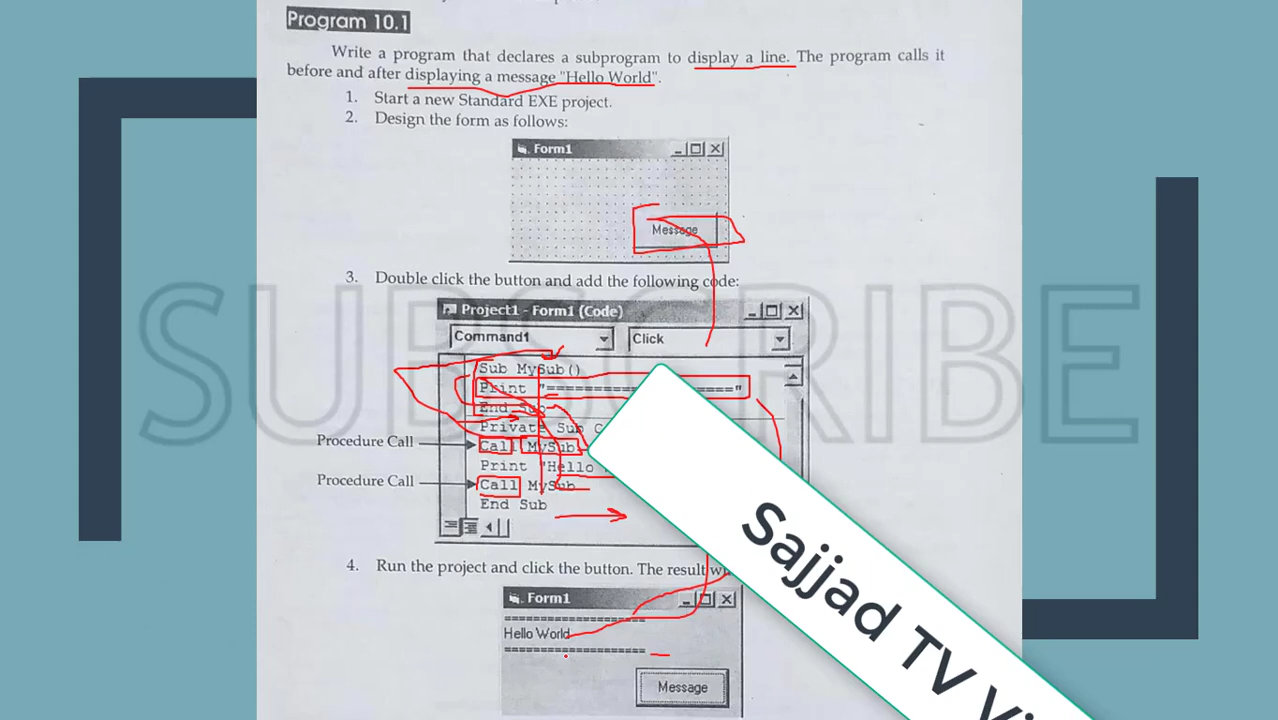 Program 10.1
Write a program that declares a subprogram to display a line. The program calls it
before and after displaying a message "Hello World".
1. Start a new Standard EXE project.
2. Design the form as follows:
Form1
Message
3. Double click the button and add the following code:
Project1 - Form1 (Code)
Command1 Click
Sub MySub()
Print "===================="
End Sub
Private Sub C
Procedure Call Call MySub
Print "Hello
Procedure Call Call MySub
End Sub
4. Run the project and click the button. The result
Form1
====================
Hello World
====================
Message
SUBSCRIBE
Sajjad TV Vi